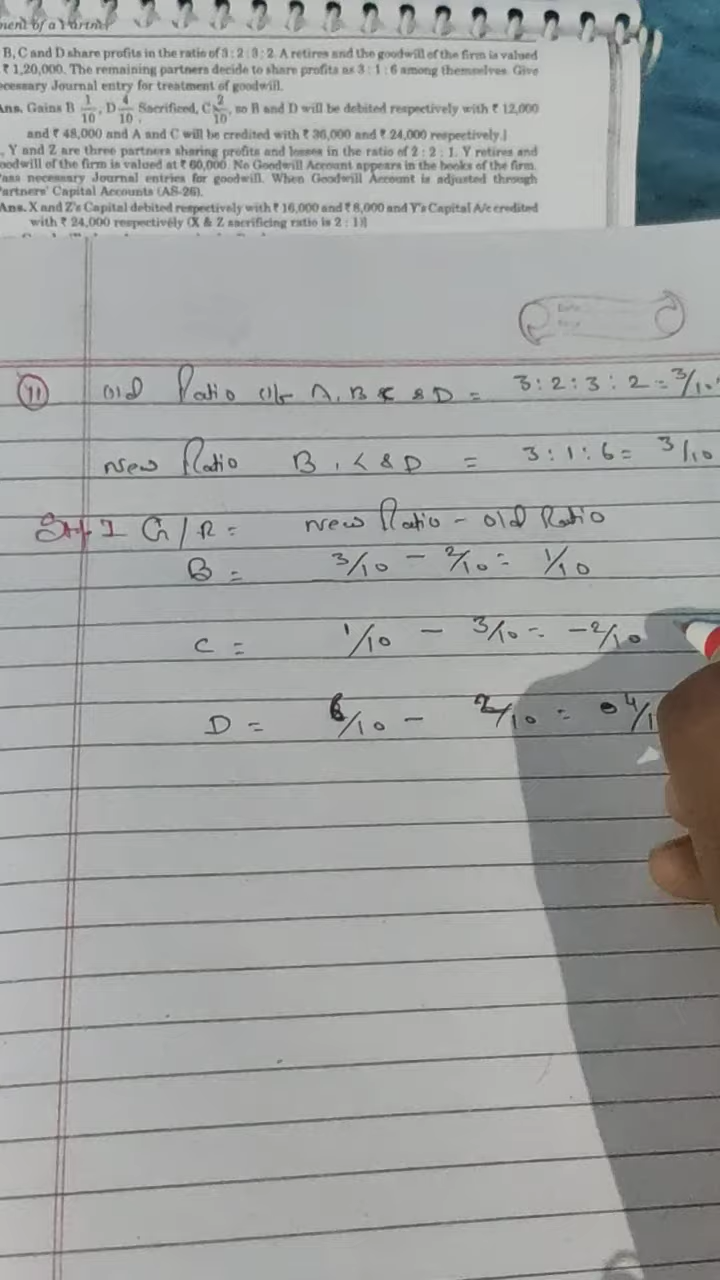 ment of a Partner
B, C and D share profits in the ratio of 3 : 2 : 3 : 2. A retires and the goodwill of the firm is valued
₹ 1,20,000. The remaining partners decide to share profits as 3 : 1 : 6 among themselves. Give
ecessary Journal entry for treatment of goodwill.
Ans. Gains B 1/10, D 4/10 Sacrificed, C 2/10, so B and D will be debited respectively with ₹ 12,000
and ₹ 48,000 and A and C will be credited with ₹ 36,000 and ₹ 24,000 respectively.]
, Y and Z are three partners sharing profits and losses in the ratio of 2 : 2 : 1. Y retires and
oodwill of the firm is valued at ₹ 60,000. No Goodwill Account appears in the books of the firm.
ass necessary Journal entries for goodwill. When Goodwill Account is adjusted through
artners' Capital Accounts (AS-26).
Ans. X and Z's Capital debited respectively with ₹ 16,000 and ₹ 8,000 and Y's Capital A/c credited
with ₹ 24,000 respectively (X & Z sacrificing ratio is 2 : 1)]
11 Old Ratio A, B C & D = 3 : 2 : 3 : 2 = 3/10
New Ratio B, C & D = 3 : 1 : 6 = 3/10
Step 1 G/R = New Ratio - Old Ratio
B = 3/10 - 2/10 = 1/10
C = 1/10 - 3/10 = -2/10
D = 6/10 - 2/10 = 4/1